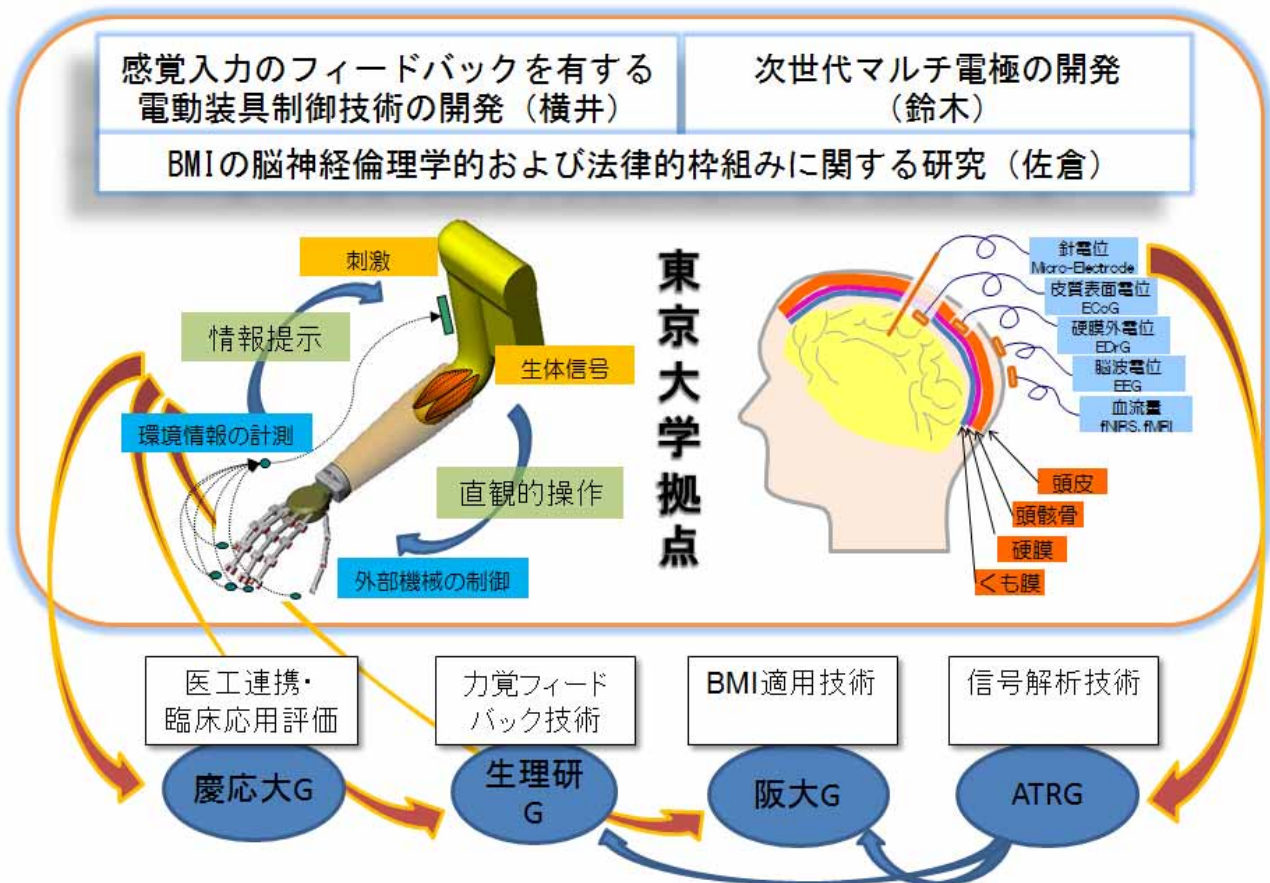 感覚入力のフィードバックを有する
電動装具制御技術の開発（横井）
次世代マルチ電極の開発
（鈴木）
BMIの脳神経倫理学的および法律的枠組みに関する研究（佐倉）
刺激
情報提示
生体信号
環境情報の計測
直観的操作
外部機械の制御
東京大学拠点
針電位
Micro-Electrode
皮質表面電位
ECoG
硬膜外電位
EDrG
脳波電位
EEG
血流量
fNIRS, fMRI
頭皮
頭骸骨
硬膜
くも膜
医工連携・
臨床応用評価
力覚フィード
バック技術
BMI適用技術
信号解析技術
慶応大G
生理研
G
阪大G
ATRG